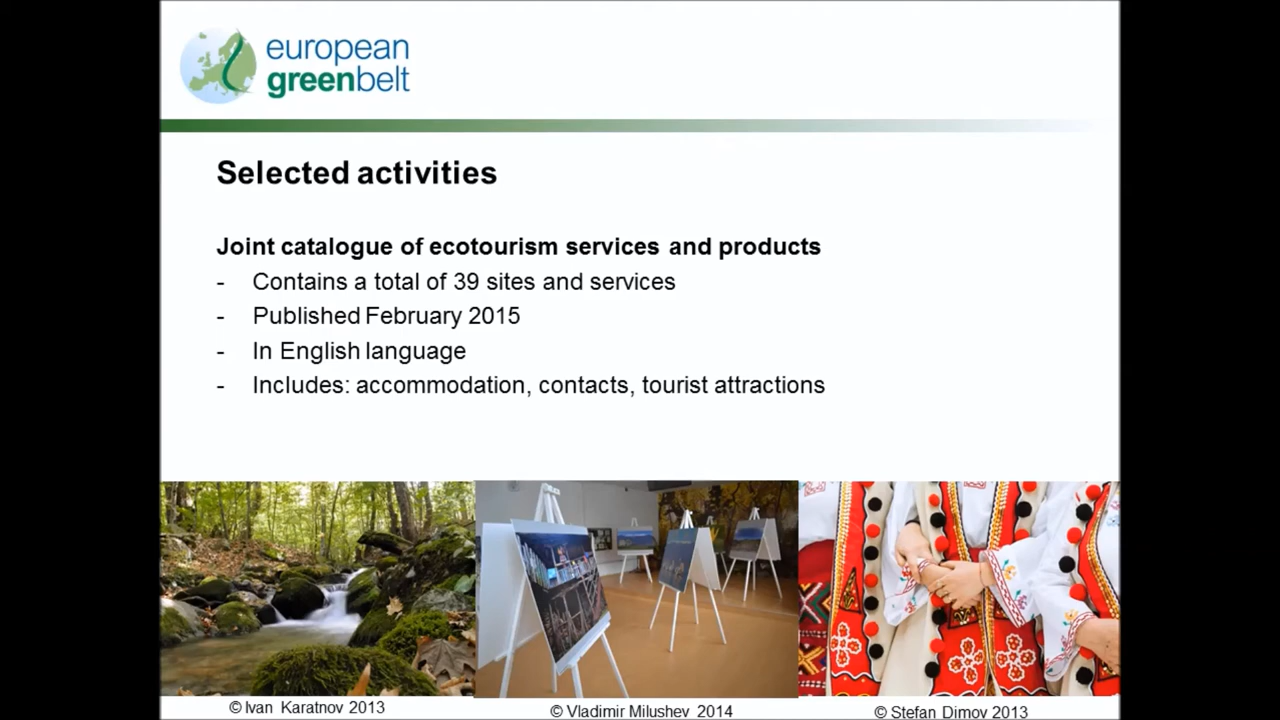 european
greenbelt
Selected activities
Joint catalogue of ecotourism services and products
- Contains a total of 39 sites and services
- Published February 2015
- In English language
- Includes: accommodation, contacts, tourist attractions
© Ivan Karatnov 2013
© Vladimir Milushev 2014
© Stefan Dimov 2013